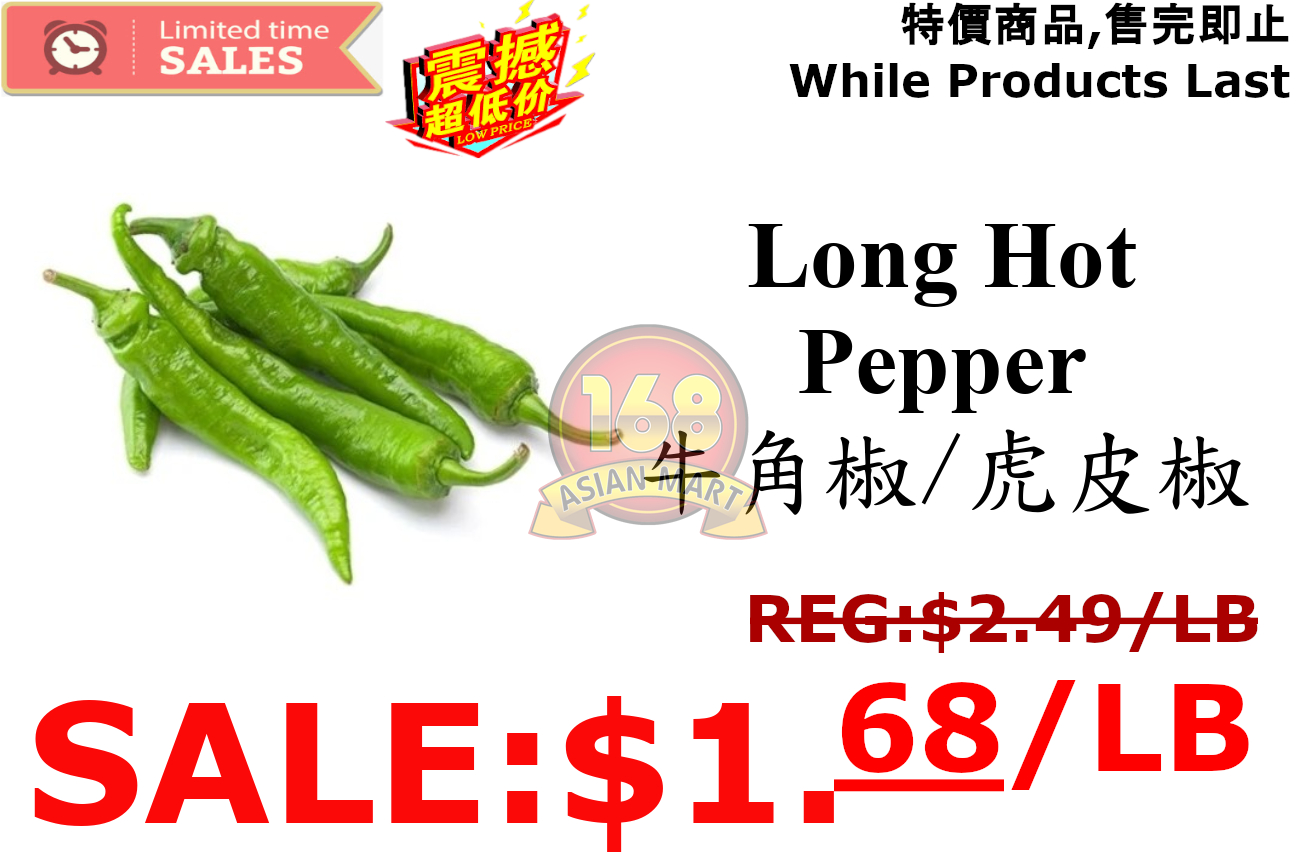 Limited time
SALES
震撼
超低价
LOW PRICE
特價商品,售完即止
While Products Last
Long Hot
Pepper
牛角椒/虎皮椒
168
ASIAN MART
REG:$2.49/LB
SALE:$1.68/LB